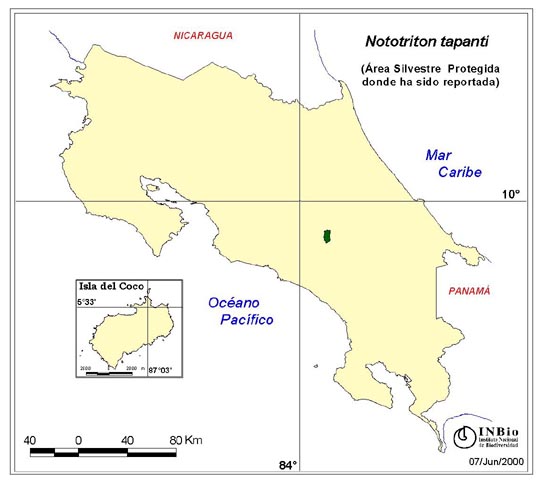 NICARAGUA
Nototriton tapanti
(Área Silvestre Protegida
donde ha sido reportada)
Mar
Caribe
10°
PANAMÁ
Isla del Coco
5°33'
2000 0 2000 m
87°03'
Océano
Pacífico
40 0 40 80 Km
84°
INBio
Instituto Nacional
de Biodiversidad
07/Jun/2000